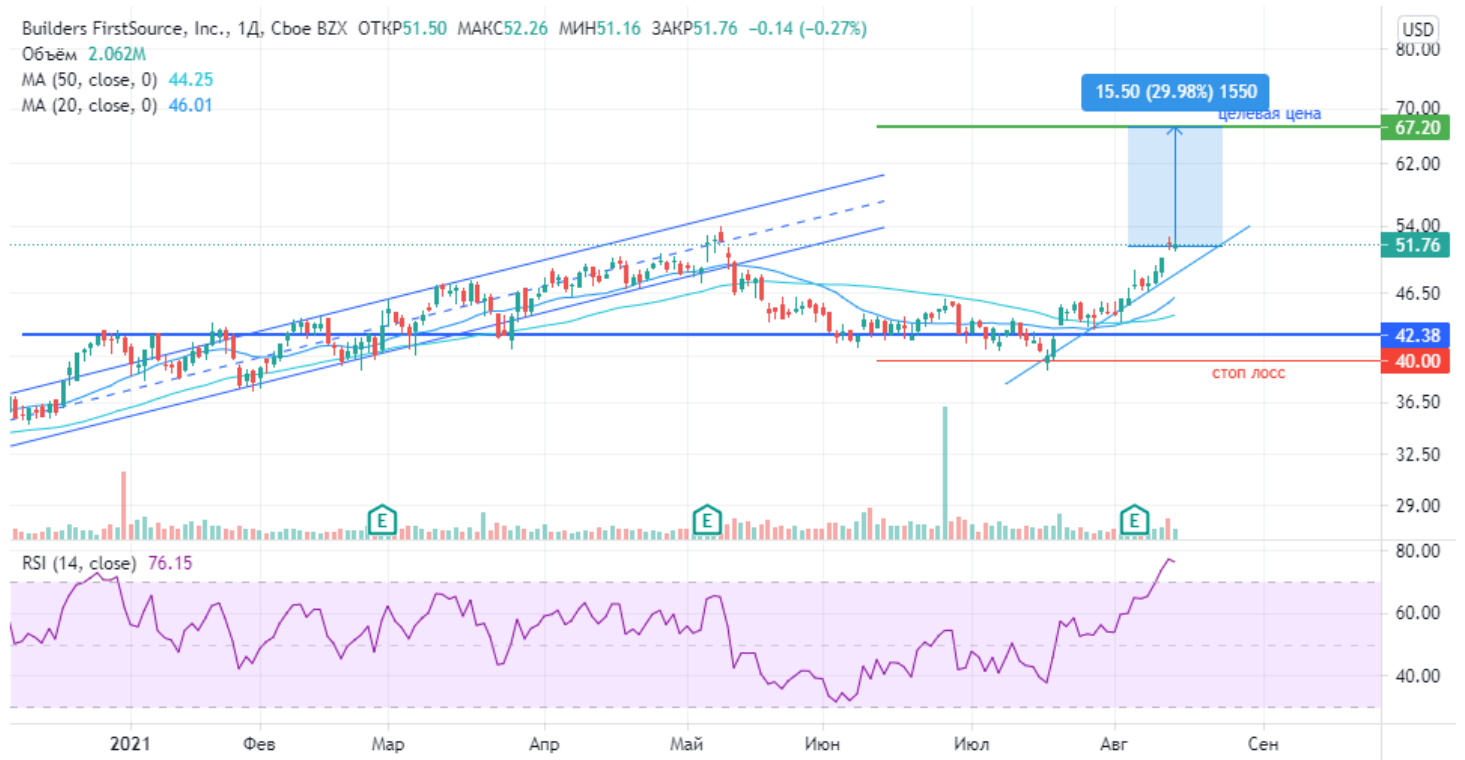 Builders FirstSource, Inc., 1Д, Cboe BZX ОТКР51.50 МАКС52.26 МИН51.16 ЗАКР51.76 −0.14 (−0.27%)
USD
Объём 2.062M
80.00
MA (50, close, 0) 44.25
MA (20, close, 0) 46.01
15.50 (29.98%) 1550
70.00
целевая цена
67.20
62.00
54.00
51.76
46.50
42.38
40.00
стоп лосс
36.50
32.50
29.00
E
E
E
RSI (14, close) 76.15
80.00
60.00
40.00
2021 Фев Мар Апр Май Июн Июл Авг Сен